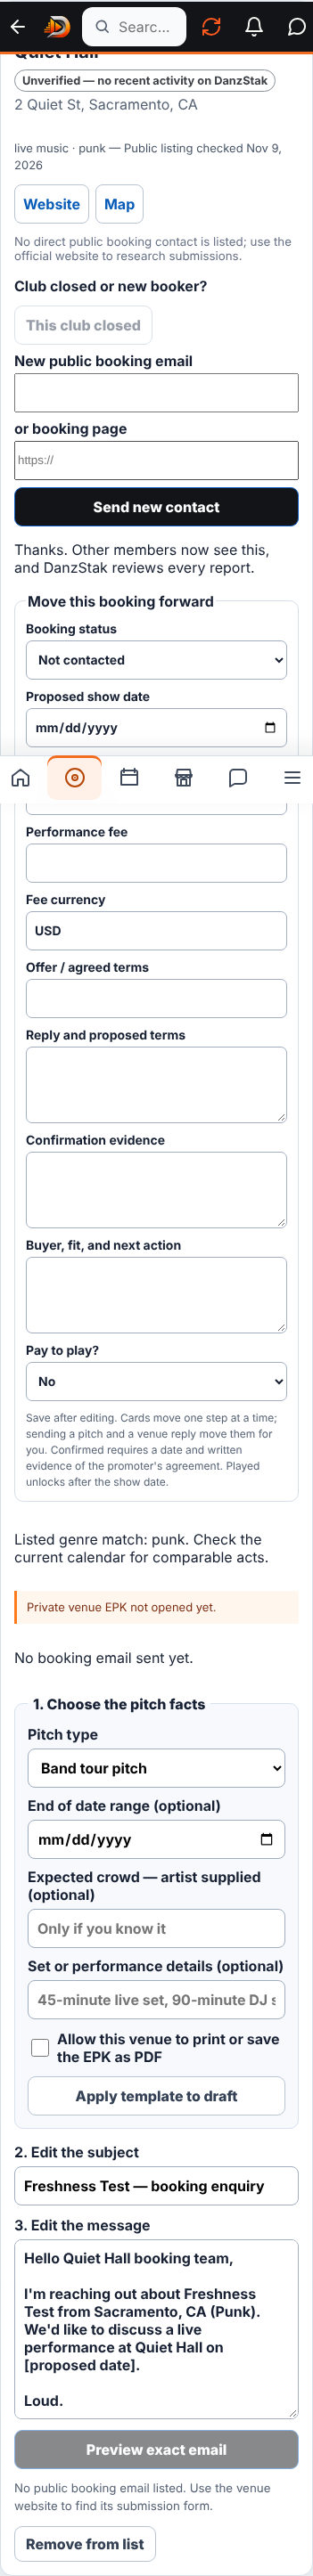 Searc...
Quiet Hall
Unverified — no recent activity on DanzStak
2 Quiet St, Sacramento, CA
live music · punk — Public listing checked Nov 9,
2026
Website
Map
No direct public booking contact is listed; use the
official website to research submissions.
Club closed or new booker?
This club closed
New public booking email
or booking page
https://
Send new contact
Thanks. Other members now see this,
and DanzStak reviews every report.
Move this booking forward
Booking status
Not contacted
Proposed show date
mm/dd/yyyy
Performance fee
Fee currency
USD
Offer / agreed terms
Reply and proposed terms
Confirmation evidence
Buyer, fit, and next action
Pay to play?
No
Save after editing. Cards move one step at a time;
sending a pitch and a venue reply move them for
you. Confirmed requires a date and written
evidence of the promoter's agreement. Played
unlocks after the show date.
Listed genre match: punk. Check the
current calendar for comparable acts.
Private venue EPK not opened yet.
No booking email sent yet.
1. Choose the pitch facts
Pitch type
Band tour pitch
End of date range (optional)
mm/dd/yyyy
Expected crowd — artist supplied
(optional)
Only if you know it
Set or performance details (optional)
45-minute live set, 90-minute DJ s
Allow this venue to print or save
the EPK as PDF
Apply template to draft
2. Edit the subject
Freshness Test — booking enquiry
3. Edit the message
Hello Quiet Hall booking team,
I'm reaching out about Freshness
Test from Sacramento, CA (Punk).
We'd like to discuss a live
performance at Quiet Hall on
[proposed date].
Loud.
Preview exact email
No public booking email listed. Use the venue
website to find its submission form.
Remove from list